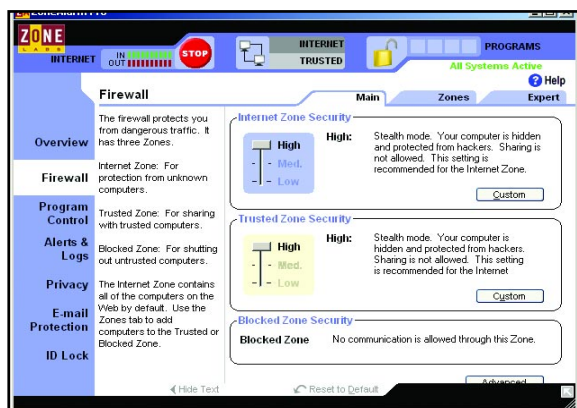 ZoneAlarm Pro
ZONE
LABS
INTERNET
IN
OUT
STOP
INTERNET
TRUSTED
PROGRAMS
All Systems Active
Help
Firewall
Main
Zones
Expert
Overview
Firewall
Program
Control
Alerts &
Logs
Privacy
E-mail
Protection
ID Lock
The firewall protects you
from dangerous traffic. It
has three Zones.
Internet Zone: For
protection from unknown
computers.
Trusted Zone: For sharing
with trusted computers.
Blocked Zone: For shutting
out untrusted computers.
The Internet Zone contains
all of the computers on the
Web by default. Use the
Zones tab to add
computers to the Trusted or
Blocked Zone.
Internet Zone Security
High
Med.
Low
High: Stealth mode. Your computer is hidden
and protected from hackers. Sharing is
not allowed. This setting is
recommended for the Internet Zone.
Custom
Trusted Zone Security
High
Med.
Low
High: Stealth mode. Your computer is
hidden and protected from hackers.
Sharing is not allowed. This setting
is recommended for the Internet
Custom
Blocked Zone Security
Blocked Zone No communication is allowed through this Zone.
Hide Text
Reset to Default
Advanced